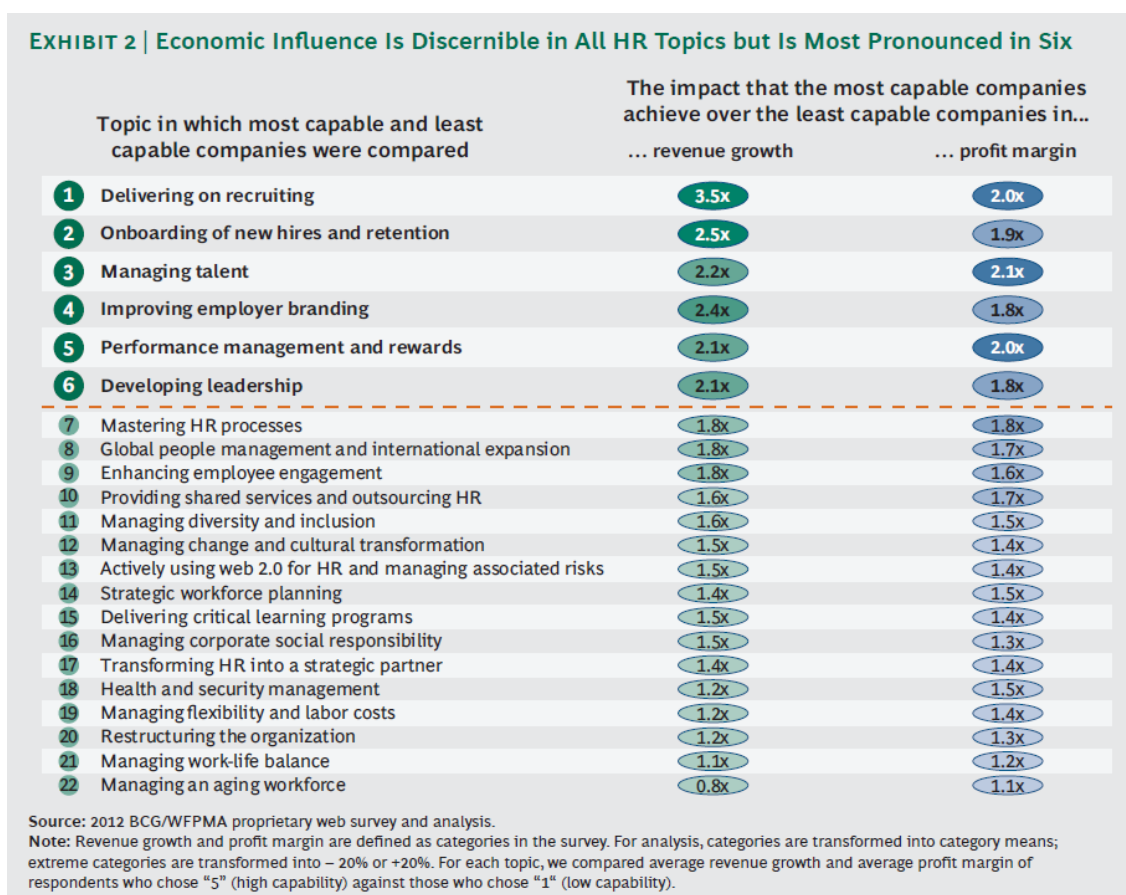 EXHIBIT 2 | Economic Influence Is Discernible in All HR Topics but Is Most Pronounced in Six
The impact that the most capable companies
achieve over the least capable companies in...
Topic in which most capable and least
capable companies were compared
... revenue growth ... profit margin
1 Delivering on recruiting 3.5x 2.0x
2 Onboarding of new hires and retention 2.5x 1.9x
3 Managing talent 2.2x 2.1x
4 Improving employer branding 2.4x 1.8x
5 Performance management and rewards 2.1x 2.0x
6 Developing leadership 2.1x 1.8x
7 Mastering HR processes 1.8x 1.8x
8 Global people management and international expansion 1.8x 1.7x
9 Enhancing employee engagement 1.8x 1.6x
10 Providing shared services and outsourcing HR 1.6x 1.7x
11 Managing diversity and inclusion 1.6x 1.5x
12 Managing change and cultural transformation 1.5x 1.4x
13 Actively using web 2.0 for HR and managing associated risks 1.5x 1.4x
14 Strategic workforce planning 1.4x 1.5x
15 Delivering critical learning programs 1.5x 1.4x
16 Managing corporate social responsibility 1.5x 1.3x
17 Transforming HR into a strategic partner 1.4x 1.4x
18 Health and security management 1.2x 1.5x
19 Managing flexibility and labor costs 1.2x 1.4x
20 Restructuring the organization 1.2x 1.3x
21 Managing work-life balance 1.1x 1.2x
22 Managing an aging workforce 0.8x 1.1x
Source: 2012 BCG/WFPMA proprietary web survey and analysis.
Note: Revenue growth and profit margin are defined as categories in the survey. For analysis, categories are transformed into category means;
extreme categories are transformed into – 20% or +20%. For each topic, we compared average revenue growth and average profit margin of
respondents who chose “5” (high capability) against those who chose “1“ (low capability).